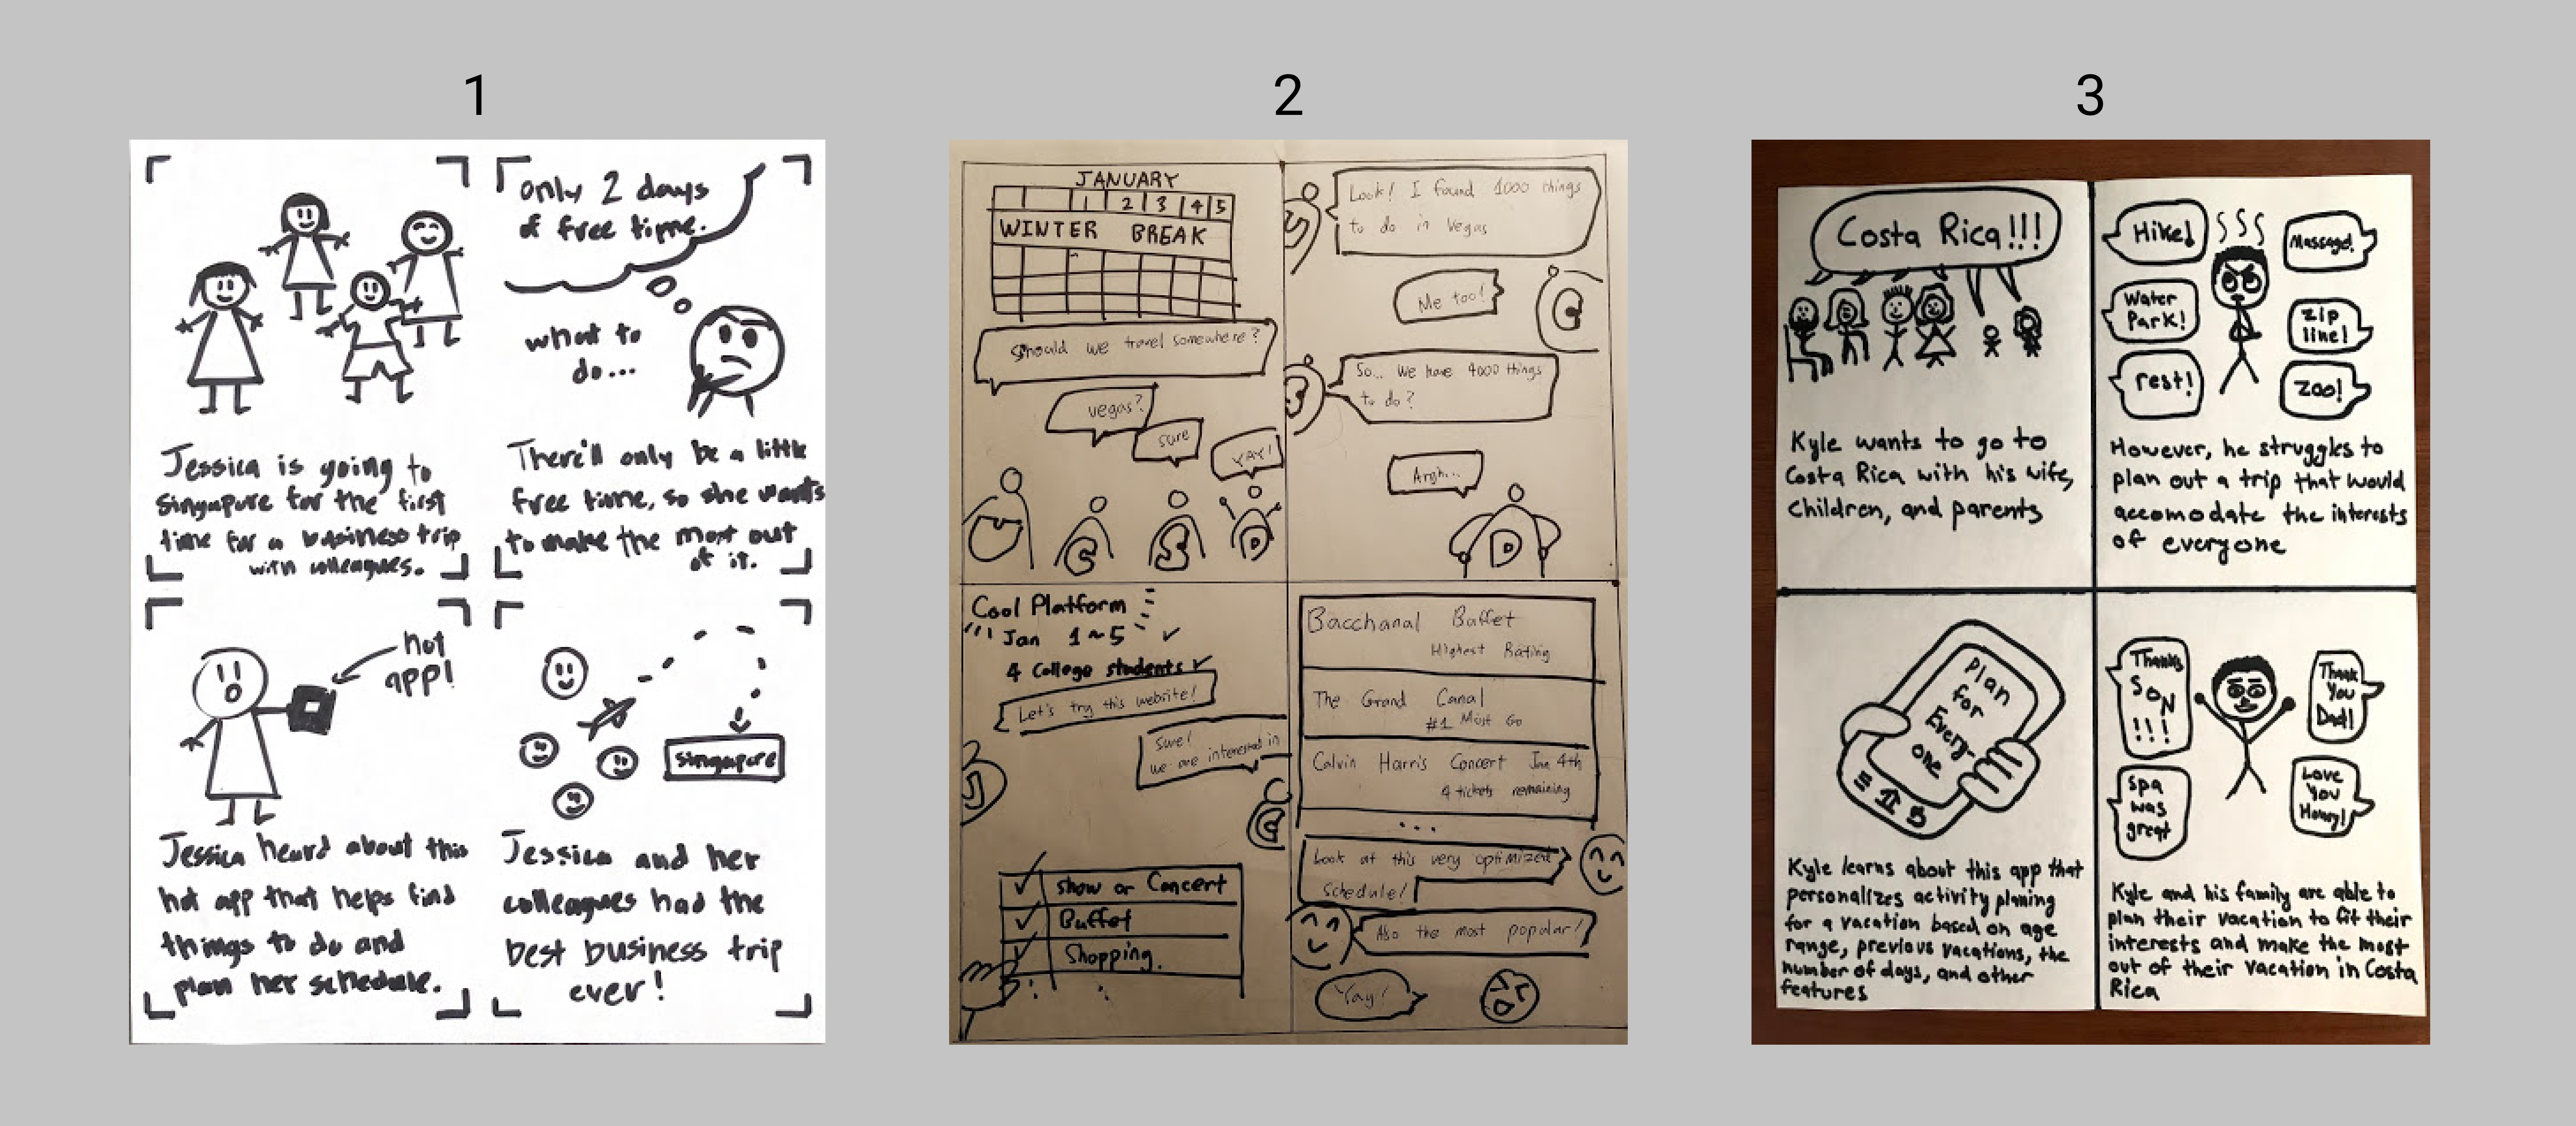 1
only 2 days
of free time.
what to
do...
Jessica is going to
Singapore for the first
time for a business trip
with colleagues.
There'll only be a little
free time, so she wants
to make the most out
of it.
hot
app!
Jessica heard about this
hot app that helps find
things to do and
plan her schedule.
Singapore
Jessica and her
colleagues had the
best business trip
ever!
2
JANUARY
1 2 3 4 5
WINTER BREAK
Should we travel somewhere?
Vegas?
Sure
YAY!
C
S
D
Look! I found 1000 things
to do in Vegas
Me too!
C
So... We have 4000 things
to do?
Argh...
D
Cool Platform
Jan 1~5 ✓
4 College students ✓
Let's try this website!
Sure!
we are interested in
C
✓ Show or Concert
✓ Buffet
✓ Shopping.
Bacchanal Buffet
Highest Rating
The Grand Canal
#1 Must Go
Calvin Harris Concert Jan 4th
4 tickets remaining
...
Look at this very optimized
Schedule!
Also the most popular!
Yay!
3
Costa Rica!!!
Kyle wants to go to
Costa Rica with his wife,
Children, and parents
Hike!
Massage!
Water
Park!
zip
line!
rest!
Zoo!
However, he struggles to
plan out a trip that would
accomodate the interests
of everyone
Plan
for
Every-
one
Kyle learns about this app that
personalizes activity planing
for a vacation based on age
range, previous vacations, the
number of days, and other
features
Thanks
SON
!!!
Thank
You
Dad!
Spa
was
great
Love
You
Honey!
Kyle and his family are able to
plan their vacation to fit their
interests and make the most
out of their vacation in Costa
Rica